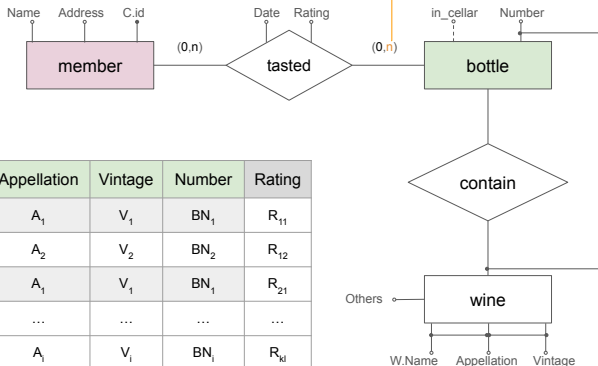 Name Address C.id Date Rating in_cellar Number
(0,n) (0,n)
member tasted bottle
contain
Appellation Vintage Number Rating
A1 V1 BN1 R11
A2 V2 BN2 R12
A1 V1 BN1 R21
… … … …
Ai Vi BNi Rkl
Others wine
W.Name Appellation Vintage